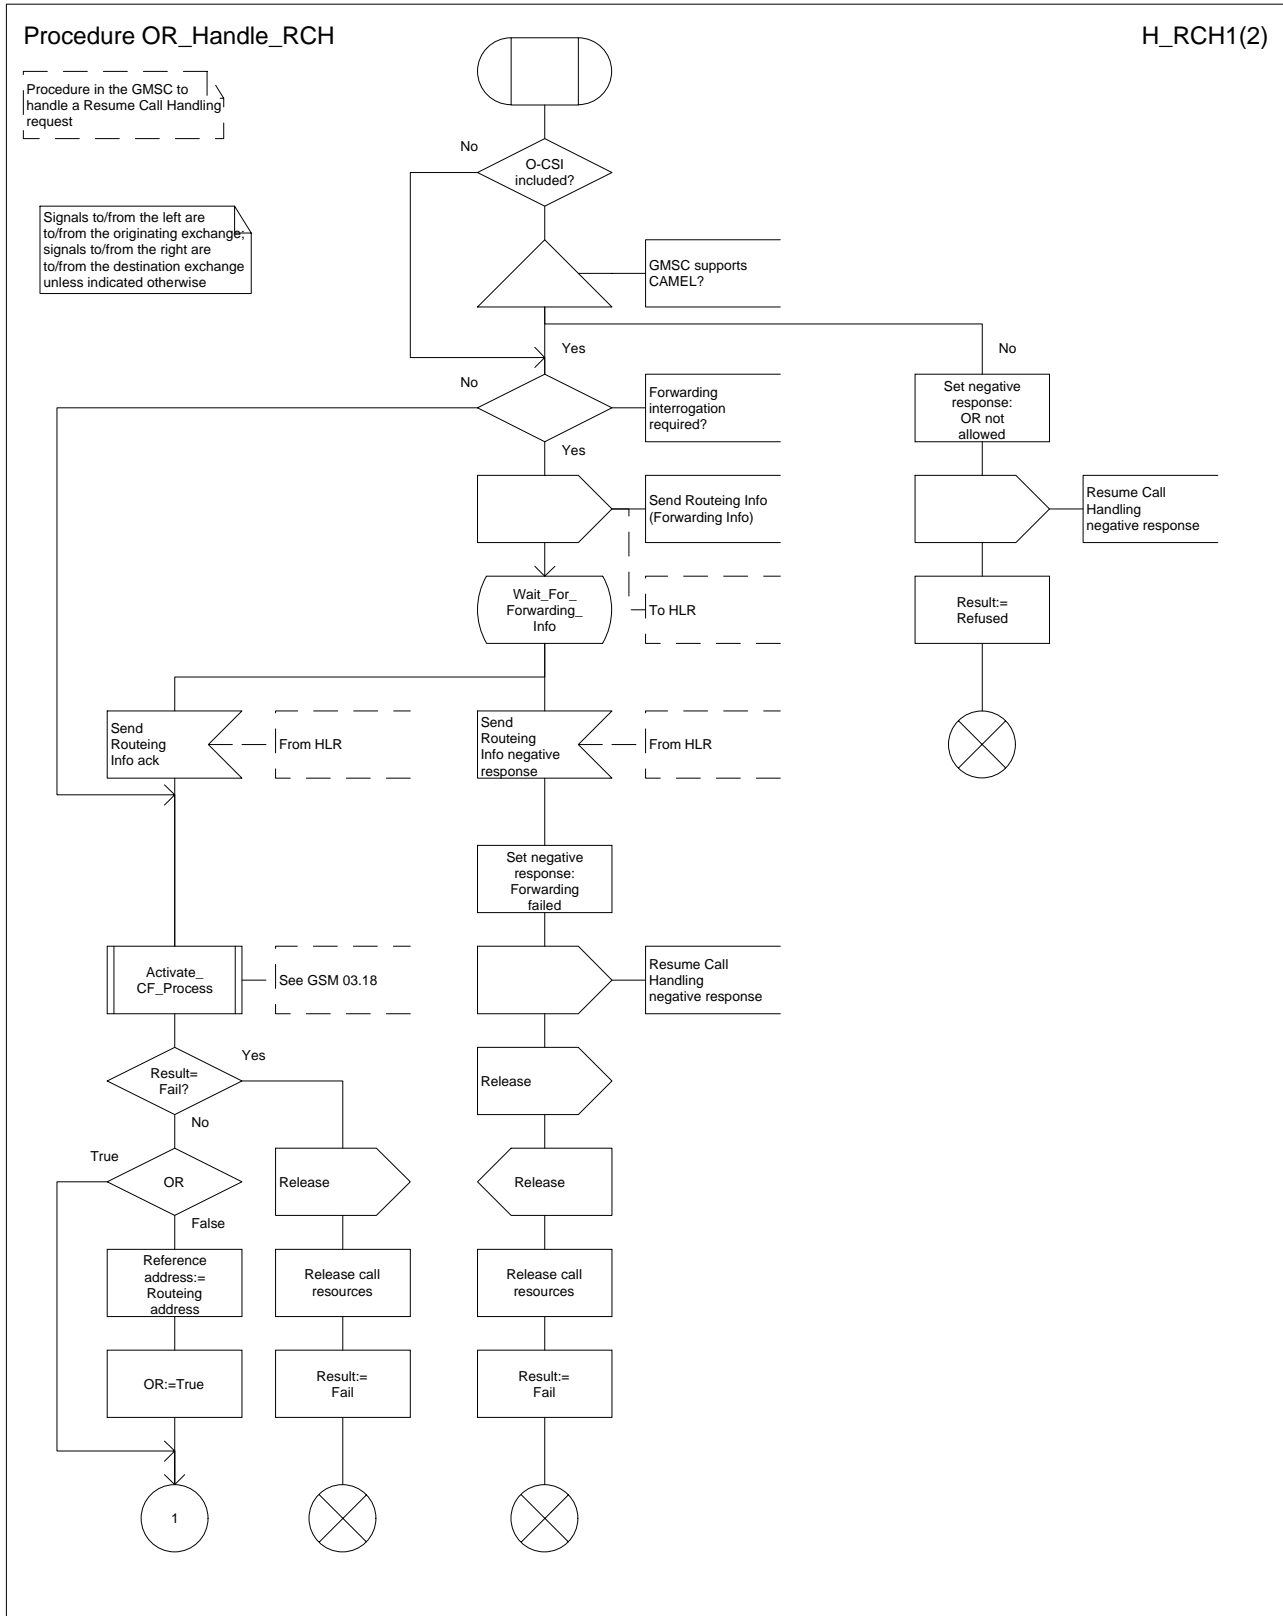 Procedure OR_Handle_RCH
H_RCH1(2)
Procedure in the GMSC to
handle a Resume Call Handling
request
No
O-CSI
included?
Signals to/from the left are
to/from the originating exchange;
signals to/from the right are
to/from the destination exchange
unless indicated otherwise
GMSC supports
CAMEL?
Yes
No
No
Forwarding
interrogation
required?
Set negative
response:
OR not
allowed
Yes
Send Routeing Info
(Forwarding Info)
Resume Call
Handling
negative response
Wait_For_
Forwarding_
Info
To HLR
Result:=
Refused
Send
Routeing
Info ack
From HLR
Send
Routeing
Info negative
response
From HLR
Set negative
response:
Forwarding
failed
Activate_
CF_Process
See GSM 03.18
Resume Call
Handling
negative response
Yes
Result=
Fail?
Release
No
True
OR
Release
Release
False
Reference
address:=
Routeing
address
Release call
resources
Release call
resources
OR:=True
Result:=
Fail
Result:=
Fail
1